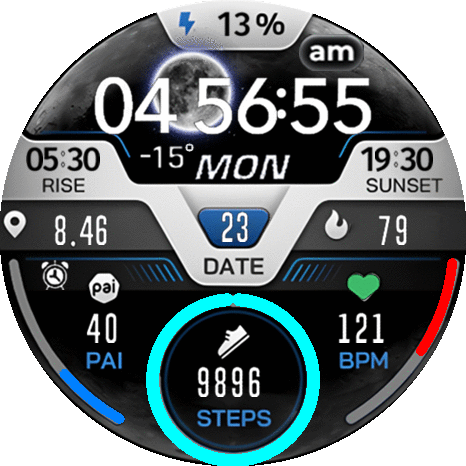 13%
am
04 56:55
-15° MON
05:30 19:30
RISE SUNSET
8.46 23 79
DATE
pai
40 121
PAI BPM
9896
STEPS